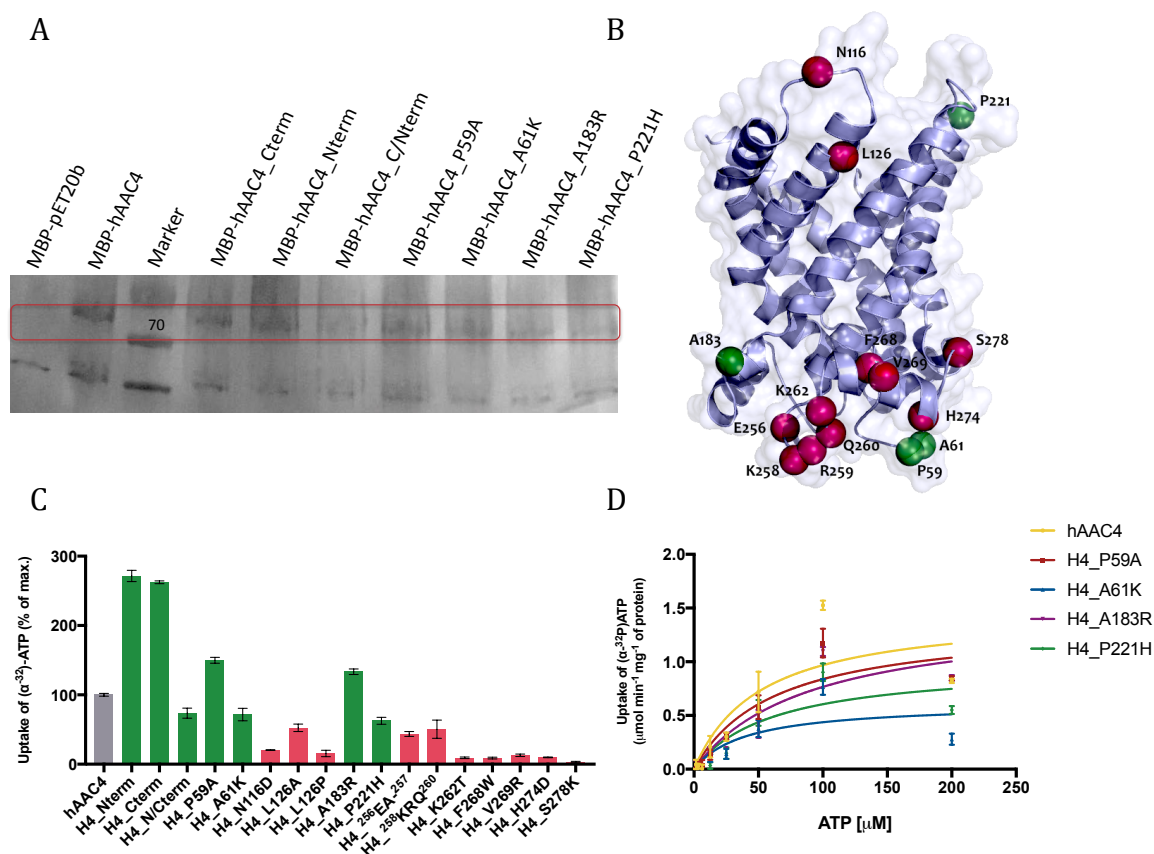 A
MBP-pET20b
MBP-hAAC4
Marker
MBP-hAAC4_Cterm
MBP-hAAC4_Nterm
MBP-hAAC4_C/Nterm
MBP-hAAC4_P59A
MBP-hAAC4_A61K
MBP-hAAC4_A183R
MBP-hAAC4_P221H
70
B
N116
P221
L126
A183
F268
S278
V269
K262
H274
E256
Q260
A61
K258
R259
P59
C
Uptake of (α-³²)-ATP (% of max.)
300
200
100
0
hAAC4
H4_Nterm
H4_Cterm
H4_N/Cterm
H4_P59A
H4_A61K
H4_N116D
H4_L126A
H4_L126P
H4_A183R
H4_P221H
H4_²⁵⁶EA-²⁵⁷
H4_²⁵⁸KRQ²⁶⁰
H4_K262T
H4_F268W
H4_V269R
H4_H274D
H4_S278K
D
Uptake of (α-³²P)ATP
(μmol min⁻¹ mg⁻¹ of protein)
2.0
1.5
1.0
0.5
0.0
0
50
100
150
200
250
ATP [μM]
hAAC4
H4_P59A
H4_A61K
H4_A183R
H4_P221H